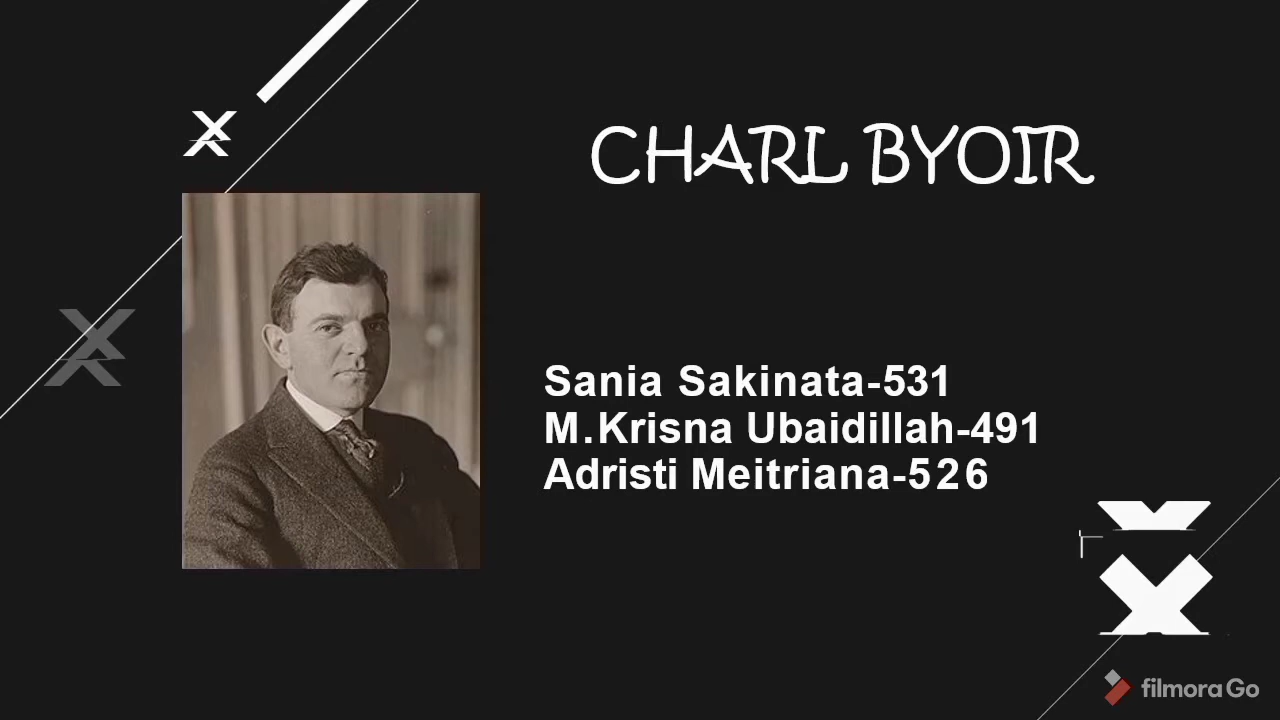 CHARL BYOIR
Sania Sakinata-531
M.Krisna Ubaidillah-491
Adristi Meitriana-526
filmoraGo